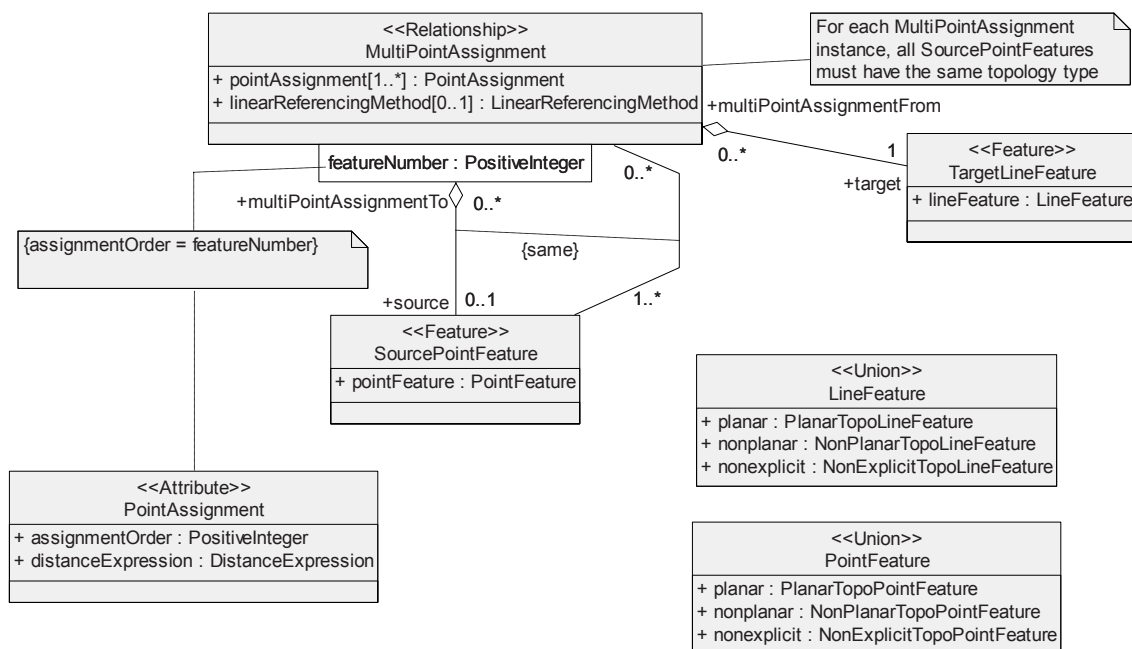 <<Relationship>>
MultiPointAssignment
+ pointAssignment[1..*] : PointAssignment
+ linearReferencingMethod[0..1] : LinearReferencingMethod
For each MultiPointAssignment
instance, all SourcePointFeatures
must have the same topology type
+multiPointAssignmentFrom
0..*
1
+target
<<Feature>>
TargetLineFeature
+ lineFeature : LineFeature
featureNumber : PositiveInteger
+multiPointAssignmentTo
0..*
0..*
{assignmentOrder = featureNumber}
{same}
+source
0..1
1..*
<<Feature>>
SourcePointFeature
+ pointFeature : PointFeature
<<Union>>
LineFeature
+ planar : PlanarTopoLineFeature
+ nonplanar : NonPlanarTopoLineFeature
+ nonexplicit : NonExplicitTopoLineFeature
<<Attribute>>
PointAssignment
+ assignmentOrder : PositiveInteger
+ distanceExpression : DistanceExpression
<<Union>>
PointFeature
+ planar : PlanarTopoPointFeature
+ nonplanar : NonPlanarTopoPointFeature
+ nonexplicit : NonExplicitTopoPointFeature